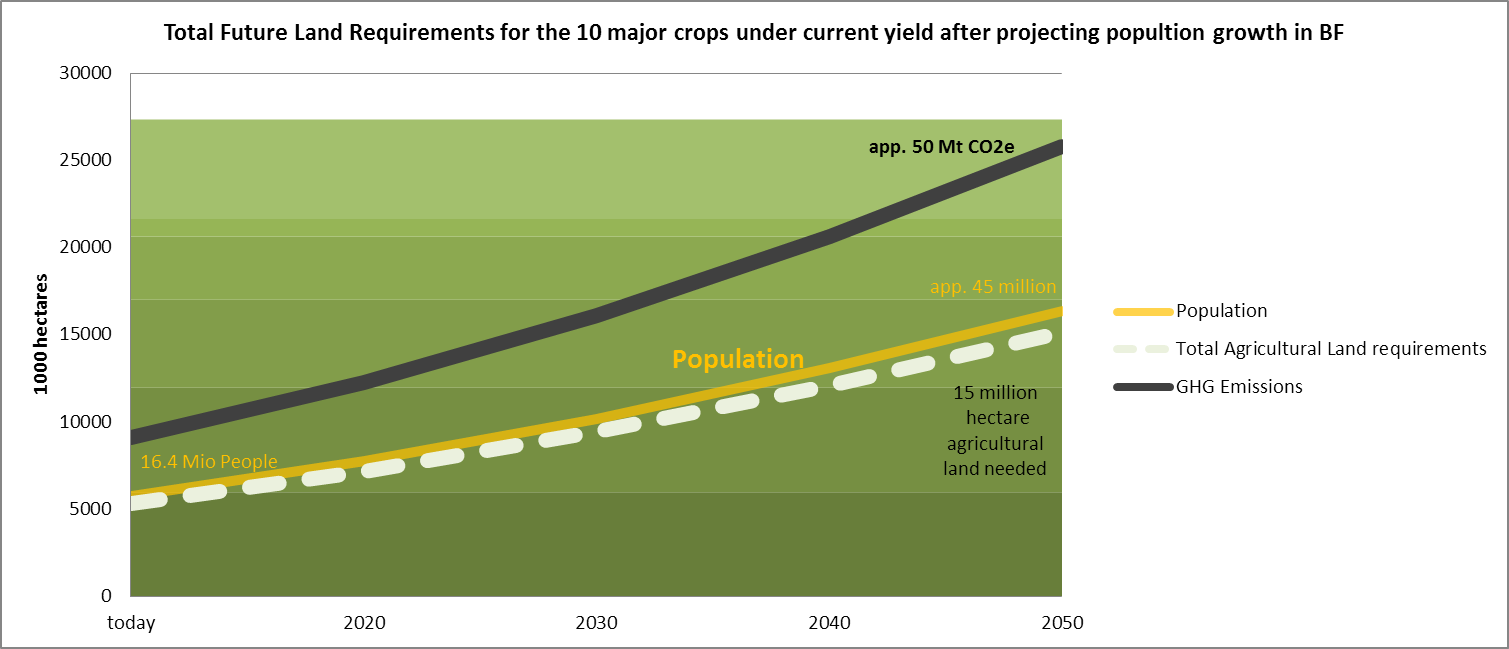 Total Future Land Requirements for the 10 major crops under current yield after projecting popultion growth in BF
30000
25000
20000
15000
10000
5000
0
1000 hectares
app. 50 Mt CO2e
app. 45 million
Population
16.4 Mio People
15 million
hectare
agricultural
land needed
today
2020
2030
2040
2050
Population
Total Agricultural Land requirements
GHG Emissions